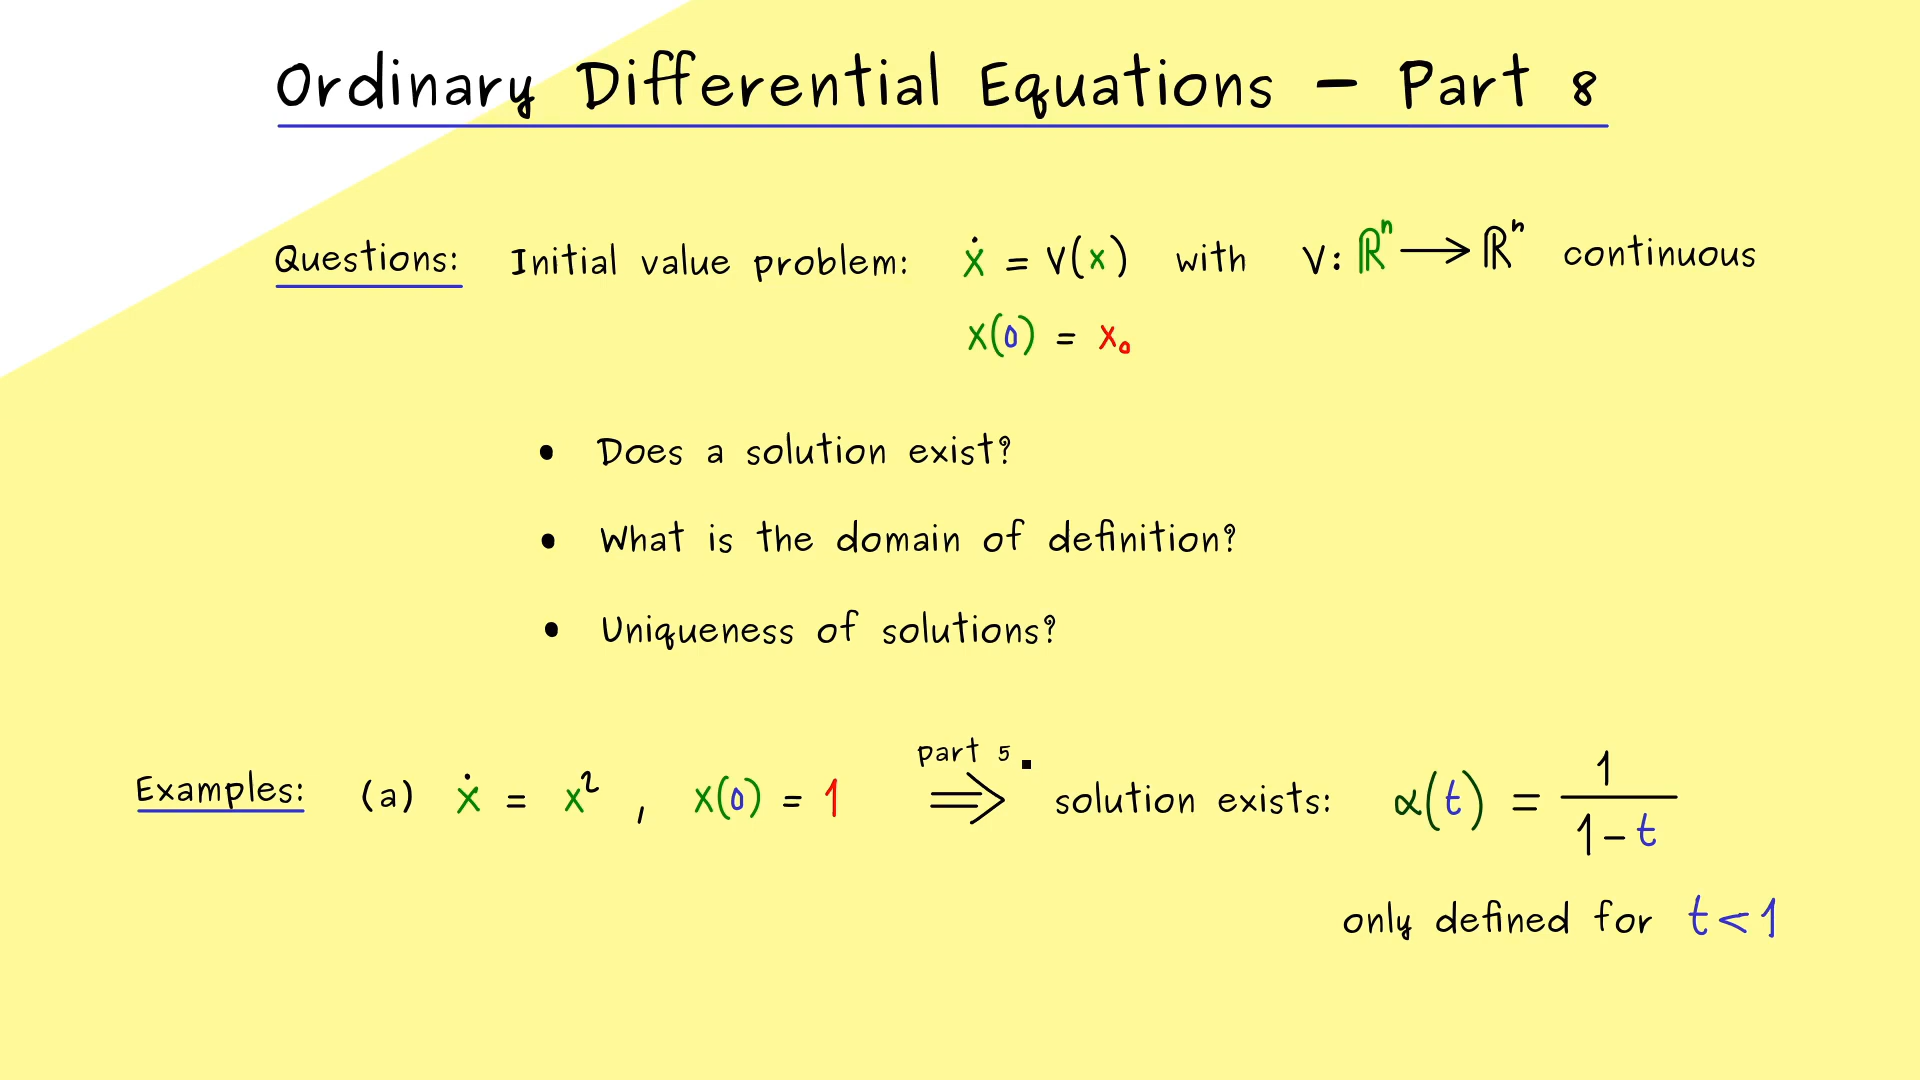 Ordinary Differential Equations – Part 8
Questions: Initial value problem: ẋ = v(x) with v: ℝⁿ ⟶ ℝⁿ continuous
x(0) = x₀
• Does a solution exist?
• What is the domain of definition?
• Uniqueness of solutions?
Examples: (a) ẋ = x² , x(0) = 1 part 5 ⟹ solution exists: α(t) = 1/(1–t)
only defined for t < 1